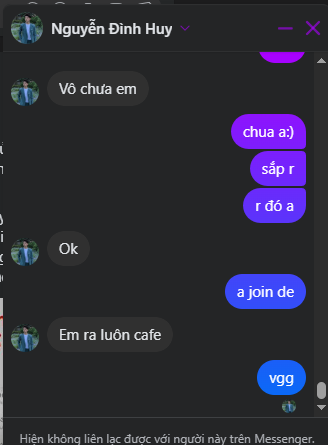 Nguyễn Đình Huy
Vô chưa em
chua a:)
sắp r
r đó a
Ok
a join de
Em ra luôn cafe
vgg
Hiện không liên lạc được với người này trên Messenger.